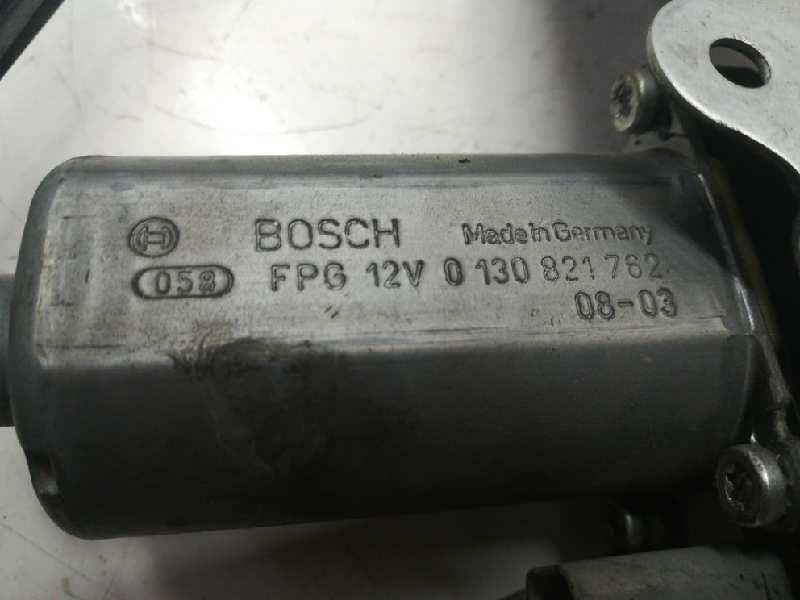 BOSCH Made in Germany
058 FPG 12V 0 130 821 762
08-03